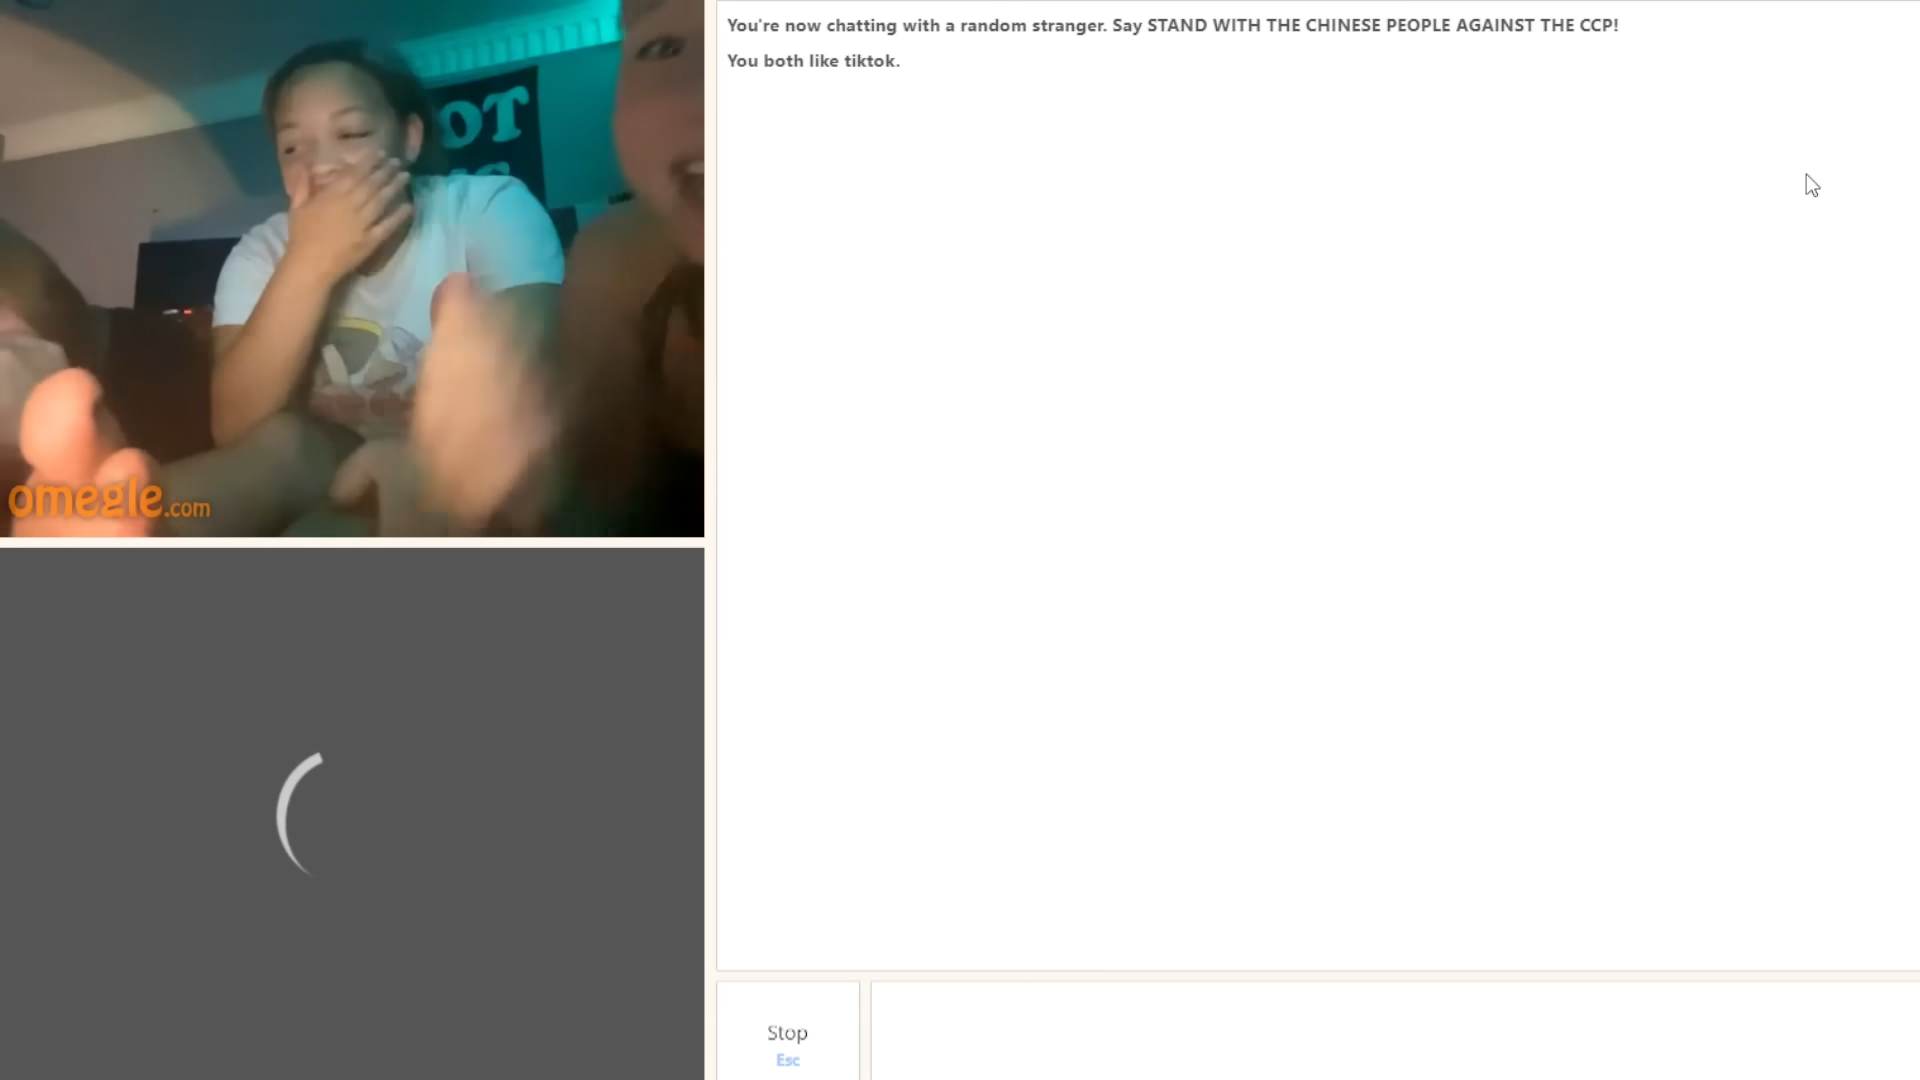 You're now chatting with a random stranger. Say STAND WITH THE CHINESE PEOPLE AGAINST THE CCP!
You both like tiktok.
OT
omegle.com
Stop
Esc